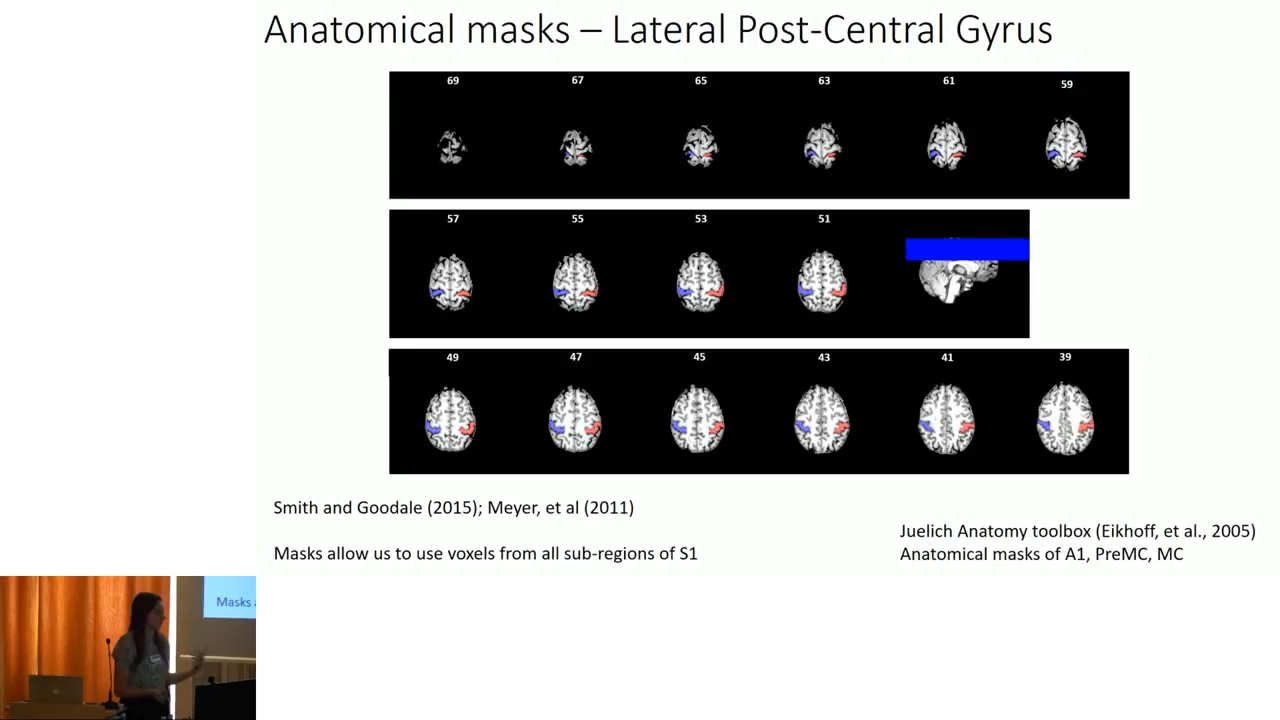 Anatomical masks – Lateral Post-Central Gyrus
69 67 65 63 61 59
57 55 53 51
49 47 45 43 41 39
Smith and Goodale (2015); Meyer, et al (2011)
Masks allow us to use voxels from all sub-regions of S1
Juelich Anatomy toolbox (Eikhoff, et al., 2005)
Anatomical masks of A1, PreMC, MC
Masks